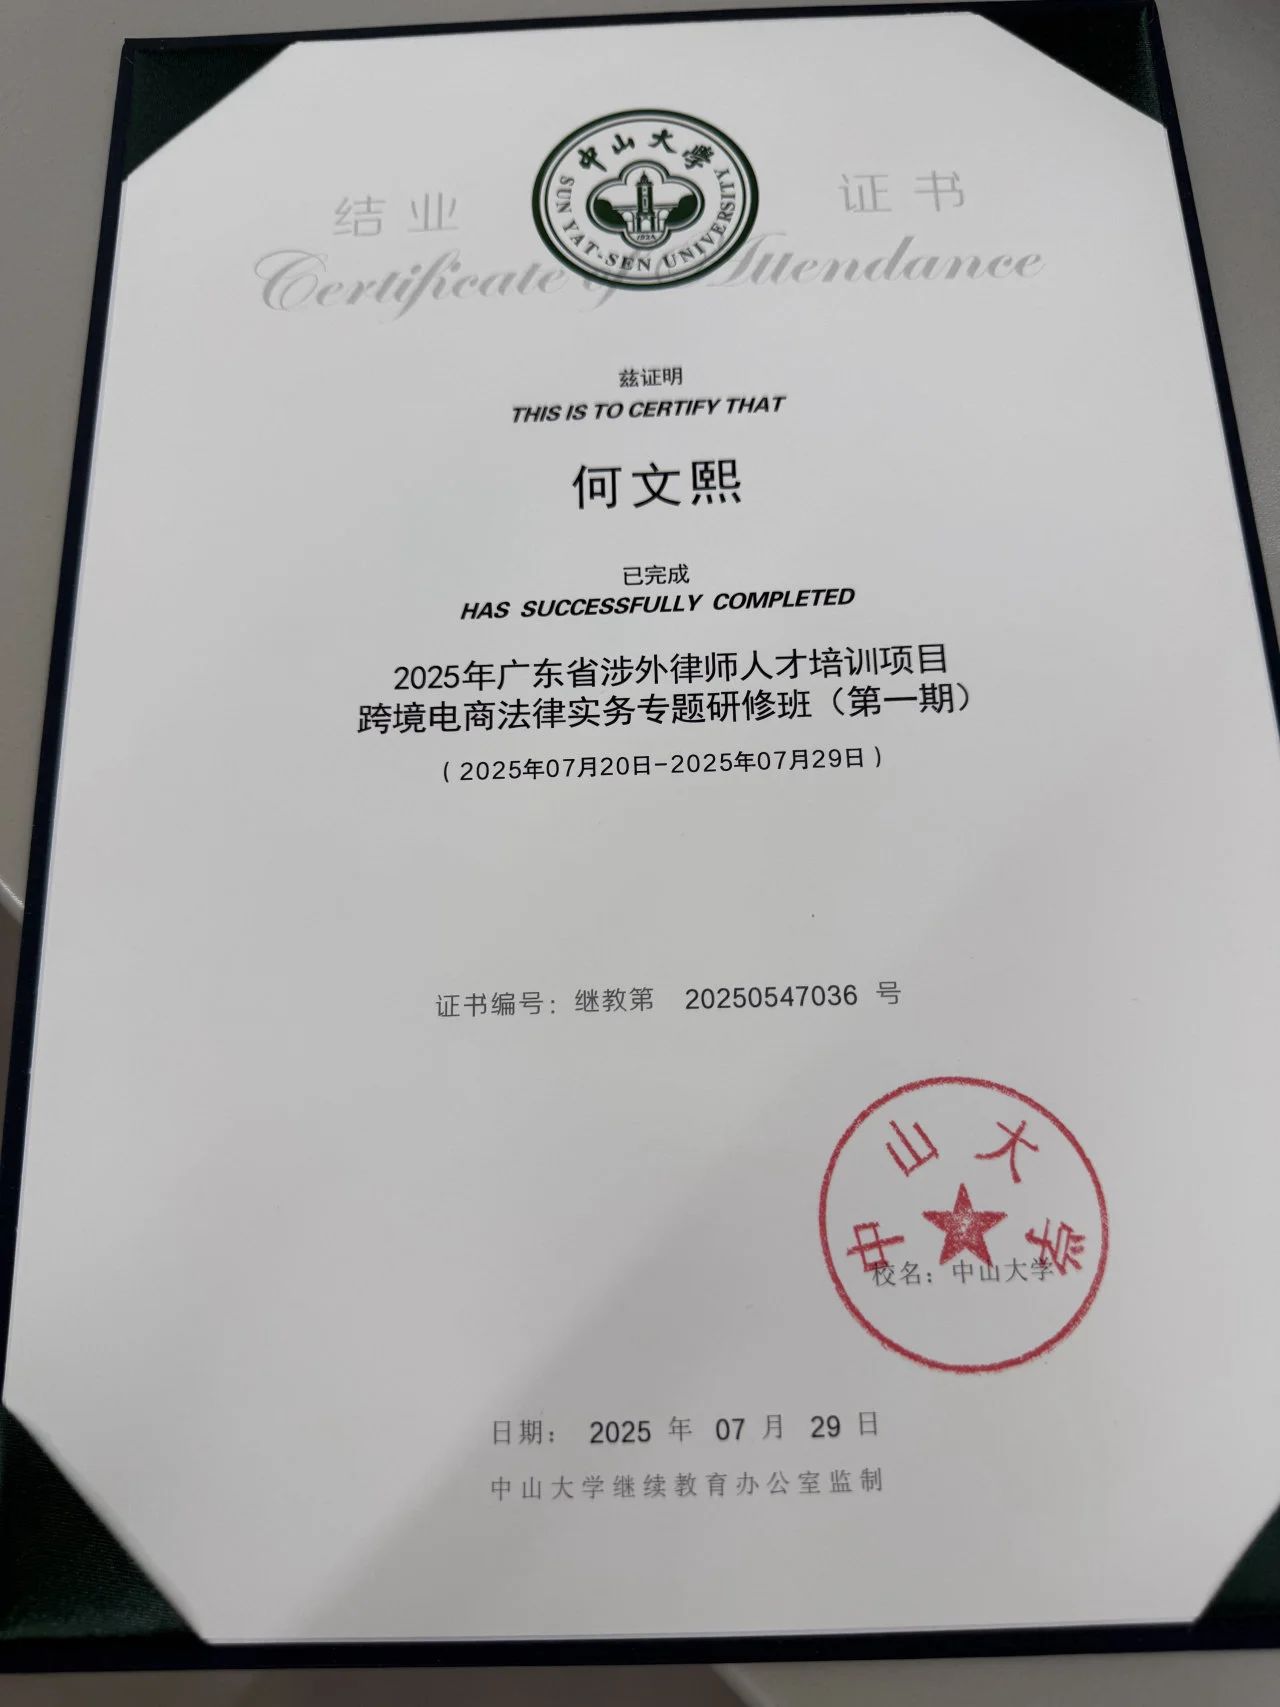 中山大学
SUN YAT-SEN UNIVERSITY
1924
结业 证书
Certificate of Attendance
兹证明
THIS IS TO CERTIFY THAT
何文熙
已完成
HAS SUCCESSFULLY COMPLETED
2025年广东省涉外律师人才培训项目
跨境电商法律实务专题研修班（第一期）
（2025年07月20日-2025年07月29日）
证书编号：继教第 20250547036 号
中山大学
校名：中山大学
日期： 2025 年 07 月 29 日
中山大学继续教育办公室监制